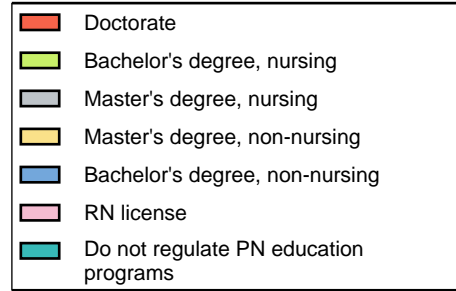 Doctorate
Bachelor's degree, nursing
Master's degree, nursing
Master's degree, non-nursing
Bachelor's degree, non-nursing
RN license
Do not regulate PN education
programs